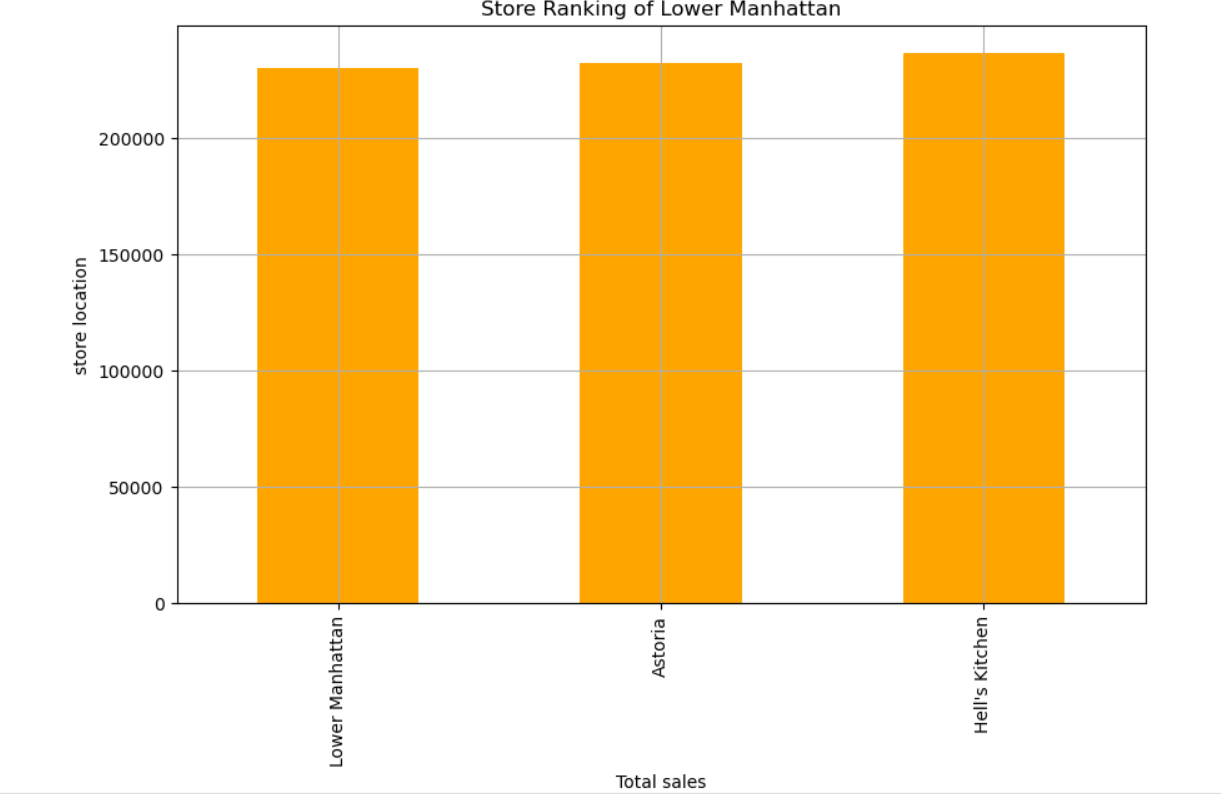 Store Ranking of Lower Manhattan
store location
200000
150000
100000
50000
0
Lower Manhattan
Astoria
Hell's Kitchen
Total sales